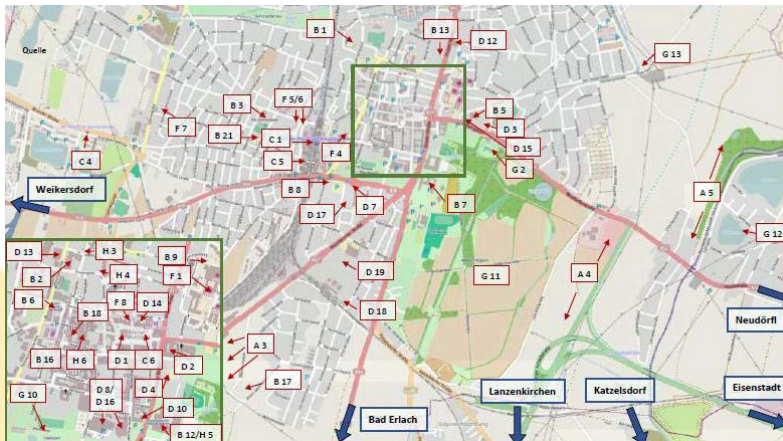 B 1
B 13
D 12
G 13
Quelle
B 3
F 5/6
B 5
F 7
B 21
C 1
D 3
D 15
C 4
C 5
F 4
G 2
A 5
Weikersdorf
B 8
D 7
B 7
D 17
G 12
D 13
H 3
B 9
B 2
H 4
F 1
D 19
G 11
A 4
B 6
F 8
D 14
B 18
D 18
Neudörfl
B 16
H 6
D 1
C 6
D 2
A 3
B 17
Eisenstadt
G 10
D 8/
D 16
D 4
D 10
Lanzenkirchen
Katzelsdorf
Bad Erlach
B 12/H 5